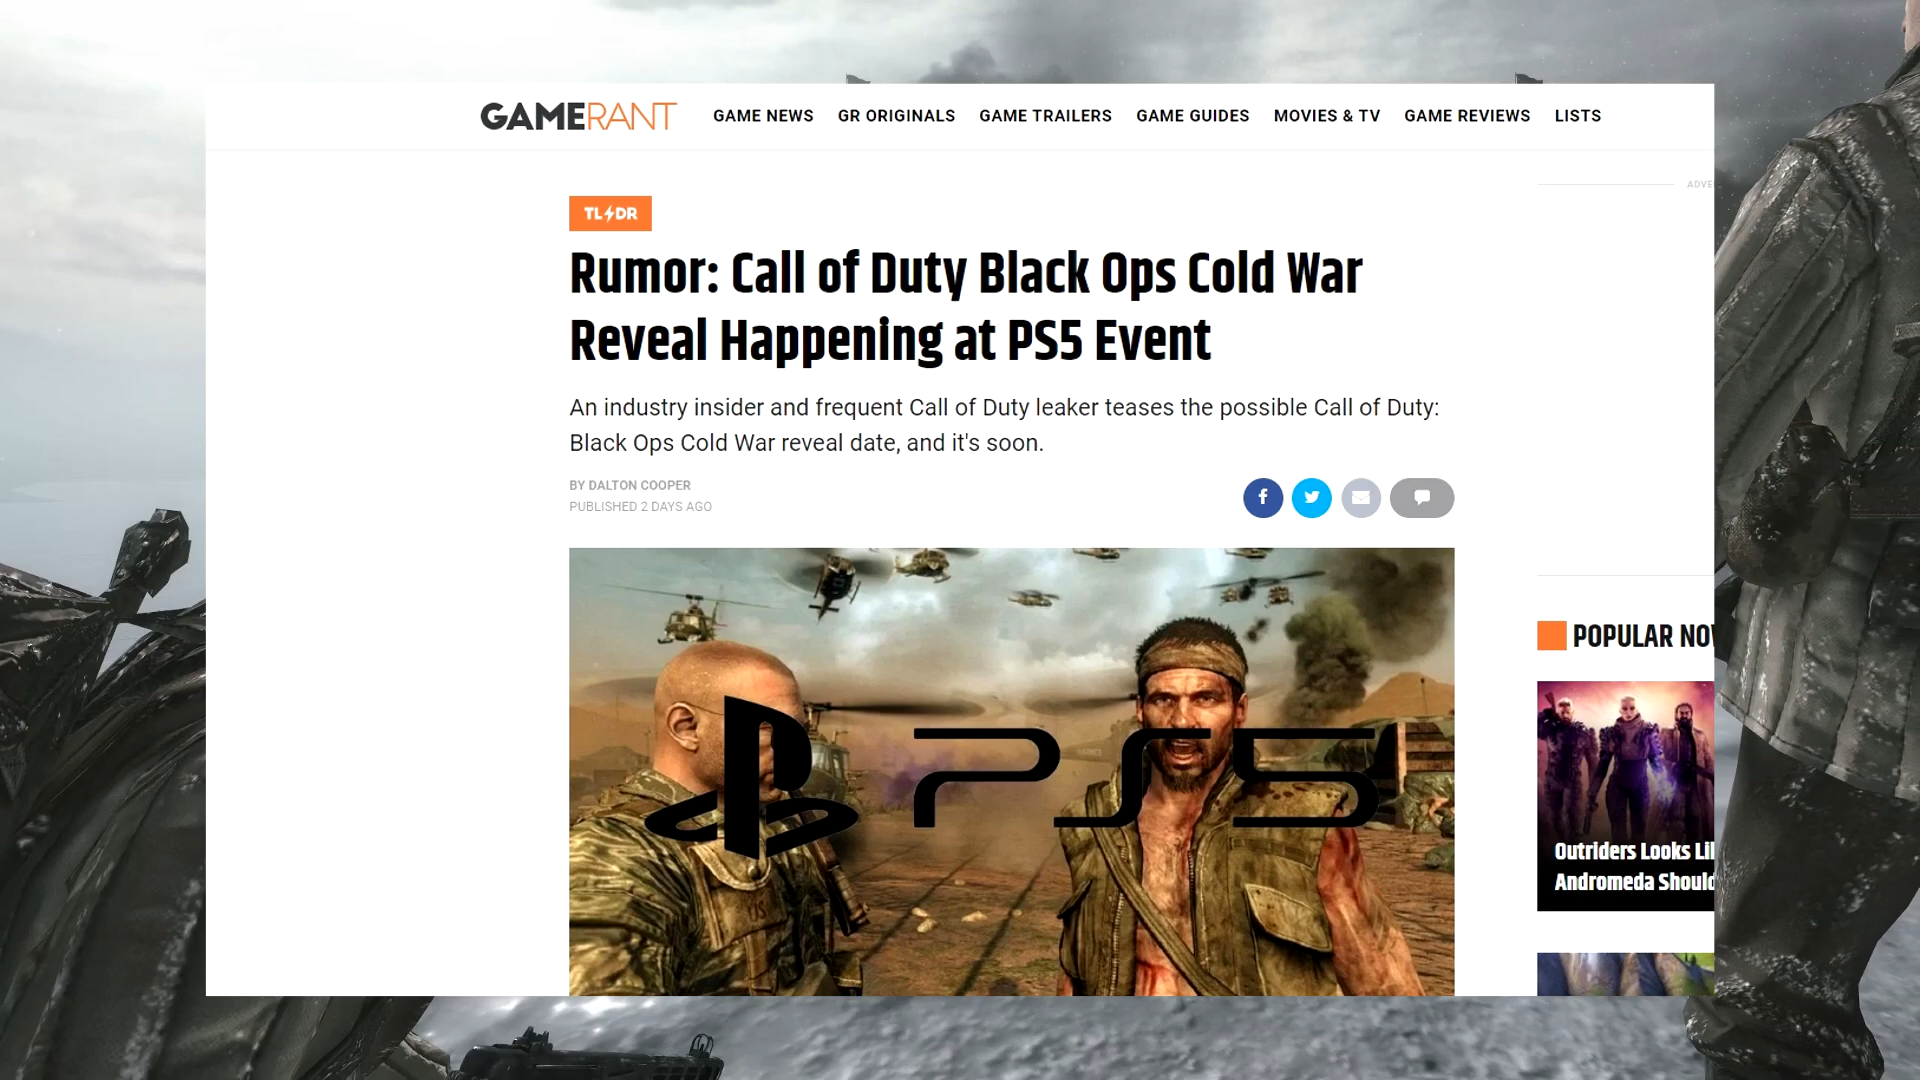 GAMERANT GAME NEWS GR ORIGINALS GAME TRAILERS GAME GUIDES MOVIES & TV GAME REVIEWS LISTS
TL DR
Rumor: Call of Duty Black Ops Cold War
Reveal Happening at PS5 Event
An industry insider and frequent Call of Duty leaker teases the possible Call of Duty:
Black Ops Cold War reveal date, and it's soon.
BY DALTON COOPER
PUBLISHED 2 DAYS AGO
PS5
US
POPULAR
Outriders Looks
Andromeda